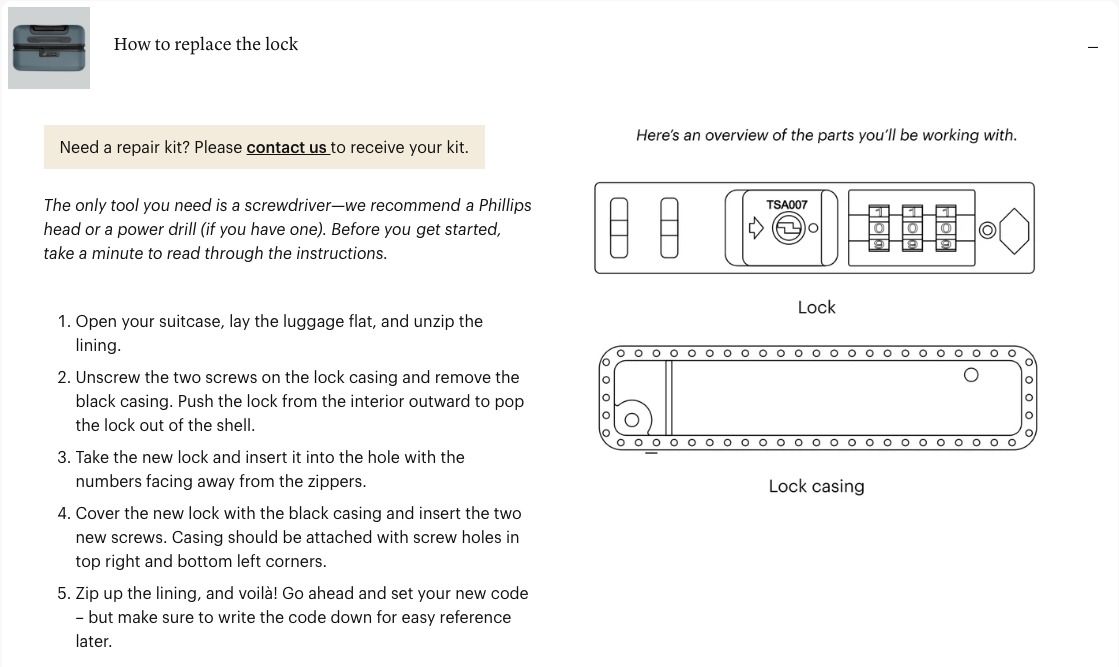 How to replace the lock
–
Need a repair kit? Please contact us to receive your kit.
The only tool you need is a screwdriver—we recommend a Phillips
head or a power drill (if you have one). Before you get started,
take a minute to read through the instructions.
1. Open your suitcase, lay the luggage flat, and unzip the
lining.
2. Unscrew the two screws on the lock casing and remove the
black casing. Push the lock from the interior outward to pop
the lock out of the shell.
3. Take the new lock and insert it into the hole with the
numbers facing away from the zippers.
4. Cover the new lock with the black casing and insert the two
new screws. Casing should be attached with screw holes in
top right and bottom left corners.
5. Zip up the lining, and voilà! Go ahead and set your new code
– but make sure to write the code down for easy reference
later.
Here’s an overview of the parts you’ll be working with.
TSA007
1 1 1
0 0 0
9 9 9
Lock
Lock casing